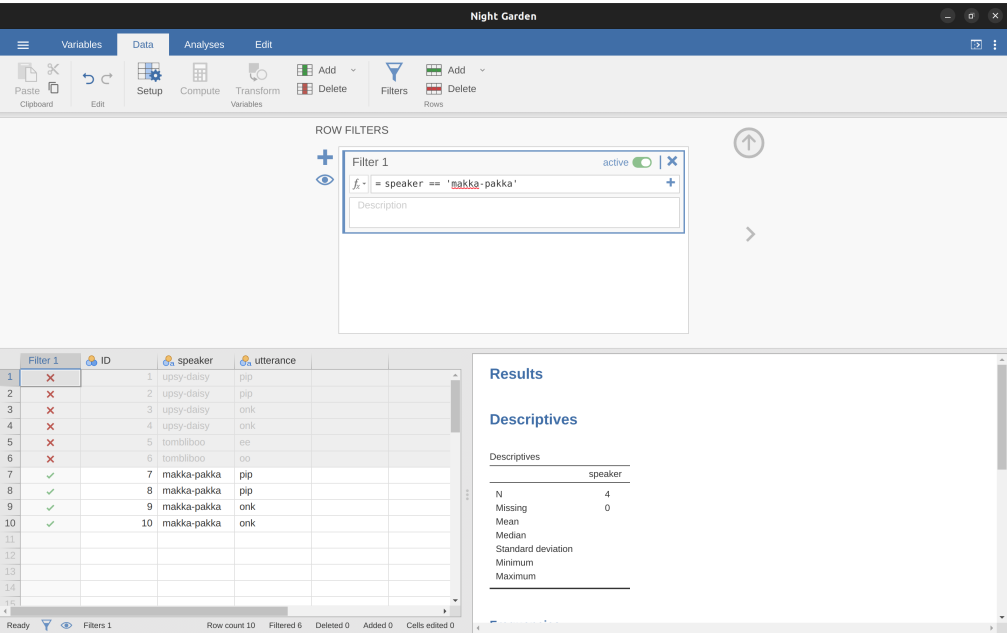 Night Garden
Variables Data Analyses Edit
Paste Setup Compute Transform Add Delete Filters Add Delete
Clipboard Edit Variables Rows
ROW FILTERS
Filter 1 active
fx = speaker == 'makka-pakka'
Description
Filter 1 ID speaker utterance
1 1 upsy-daisy pip
2 2 upsy-daisy pip
3 3 upsy-daisy onk
4 4 upsy-daisy onk
5 5 tombliboo ee
6 6 tombliboo oo
7 7 makka-pakka pip
8 8 makka-pakka pip
9 9 makka-pakka onk
10 10 makka-pakka onk
11
12
13
14
15
Ready Filters 1 Row count 10 Filtered 6 Deleted 0 Added 0 Cells edited 0
Results
Descriptives
Descriptives
speaker
N 4
Missing 0
Mean
Median
Standard deviation
Minimum
Maximum